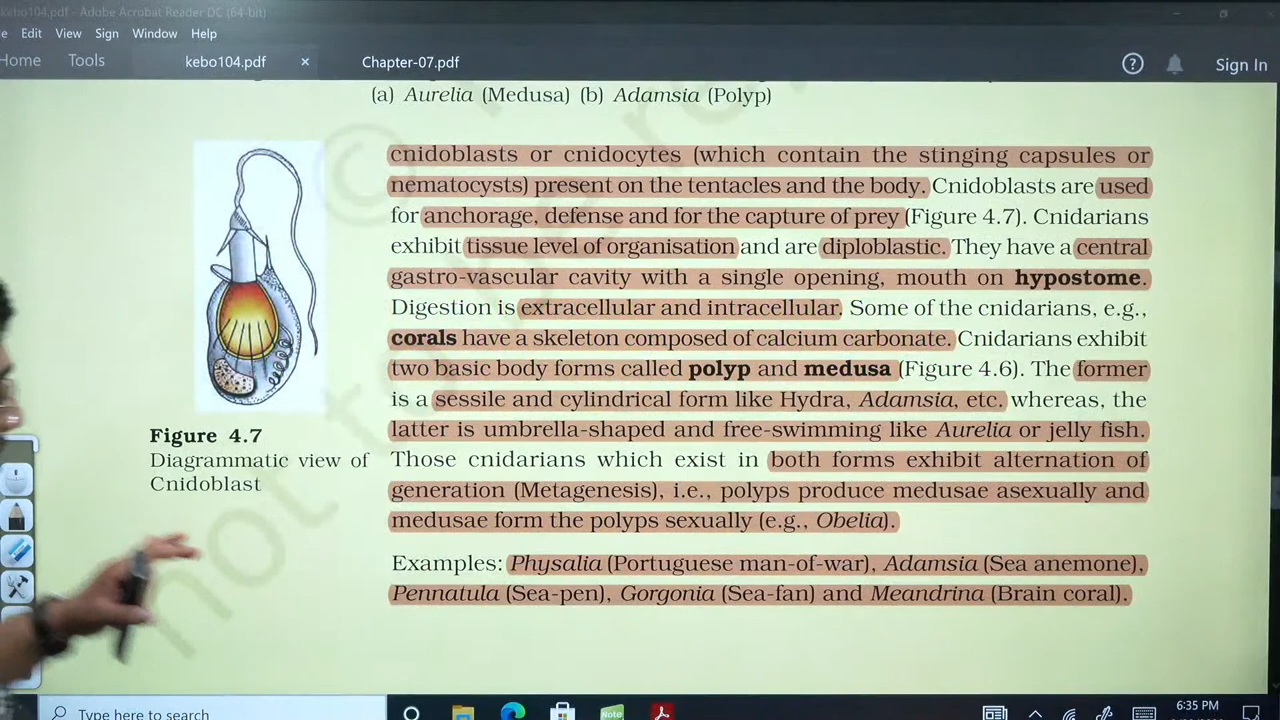 kebo104.pdf - Adobe Acrobat Reader DC (64-bit)
e Edit View Sign Window Help
Home Tools kebo104.pdf × Chapter-07.pdf Sign In
(a) Aurelia (Medusa) (b) Adamsia (Polyp)
cnidoblasts or cnidocytes (which contain the stinging capsules or
nematocysts) present on the tentacles and the body. Cnidoblasts are used
for anchorage, defense and for the capture of prey (Figure 4.7). Cnidarians
exhibit tissue level of organisation and are diploblastic. They have a central
gastro-vascular cavity with a single opening, mouth on hypostome.
Digestion is extracellular and intracellular. Some of the cnidarians, e.g.,
corals have a skeleton composed of calcium carbonate. Cnidarians exhibit
two basic body forms called polyp and medusa (Figure 4.6). The former
is a sessile and cylindrical form like Hydra, Adamsia, etc. whereas, the
latter is umbrella-shaped and free-swimming like Aurelia or jelly fish.
Those cnidarians which exist in both forms exhibit alternation of
generation (Metagenesis), i.e., polyps produce medusae asexually and
medusae form the polyps sexually (e.g., Obelia).
Examples: Physalia (Portuguese man-of-war), Adamsia (Sea anemone),
Pennatula (Sea-pen), Gorgonia (Sea-fan) and Meandrina (Brain coral).
Figure 4.7
Diagrammatic view of
Cnidoblast
not to
©
Type here to search
Note
6:35 PM